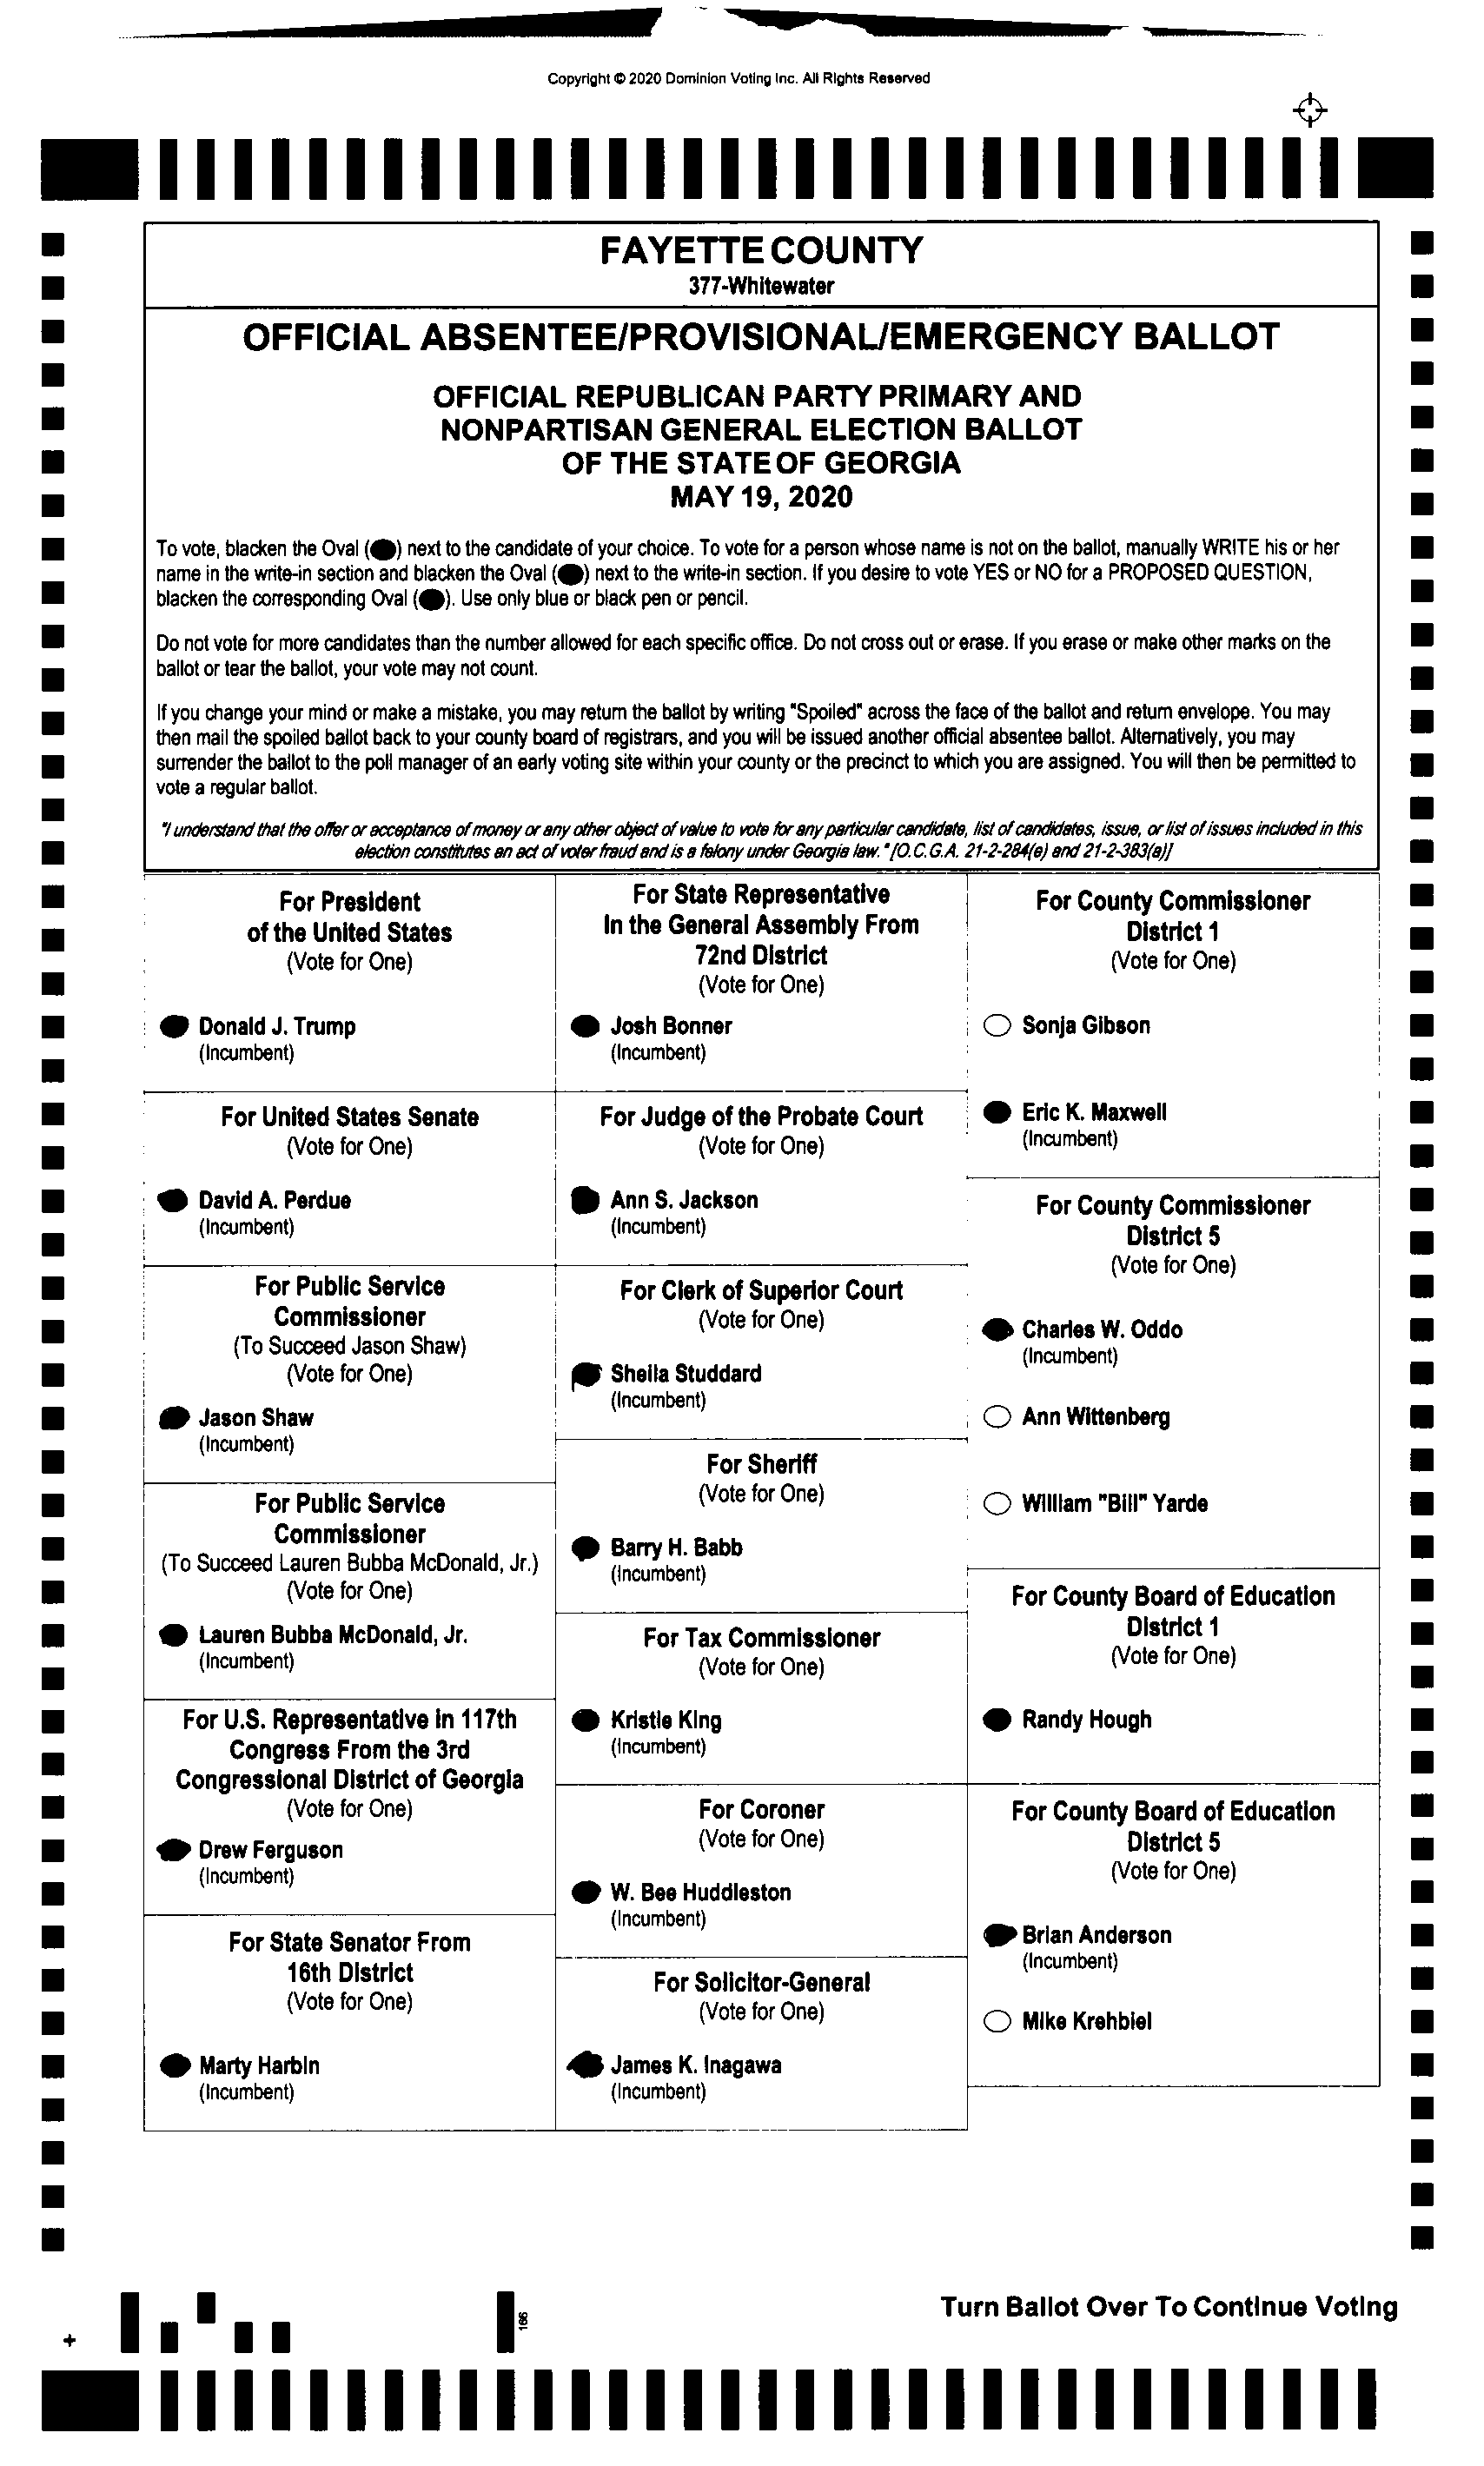 Copyright © 2020 Dominion Voting Inc. All Rights Reserved
FAYETTE COUNTY
377-Whitewater
OFFICIAL ABSENTEE/PROVISIONAL/EMERGENCY BALLOT
OFFICIAL REPUBLICAN PARTY PRIMARY AND
NONPARTISAN GENERAL ELECTION BALLOT
OF THE STATE OF GEORGIA
MAY 19, 2020
To vote, blacken the Oval (●) next to the candidate of your choice. To vote for a person whose name is not on the ballot, manually WRITE his or her
name in the write-in section and blacken the Oval (●) next to the write-in section. If you desire to vote YES or NO for a PROPOSED QUESTION,
blacken the corresponding Oval (●). Use only blue or black pen or pencil.
Do not vote for more candidates than the number allowed for each specific office. Do not cross out or erase. If you erase or make other marks on the
ballot or tear the ballot, your vote may not count.
If you change your mind or make a mistake, you may return the ballot by writing "Spoiled" across the face of the ballot and return envelope. You may
then mail the spoiled ballot back to your county board of registrars, and you will be issued another official absentee ballot. Alternatively, you may
surrender the ballot to the poll manager of an early voting site within your county or the precinct to which you are assigned. You will then be permitted to
vote a regular ballot.
"I understand that the offer or acceptance of money or any other object of value to vote for any particular candidate, list of candidates, issue, or list of issues included in this
election constitutes an act of voter fraud and is a felony under Georgia law." [O.C.G.A. 21-2-284(e) and 21-2-383(a)]
For President
of the United States
(Vote for One)
Donald J. Trump
(Incumbent)
For United States Senate
(Vote for One)
David A. Perdue
(Incumbent)
For Public Service
Commissioner
(To Succeed Jason Shaw)
(Vote for One)
Jason Shaw
(Incumbent)
For Public Service
Commissioner
(To Succeed Lauren Bubba McDonald, Jr.)
(Vote for One)
Lauren Bubba McDonald, Jr.
(Incumbent)
For U.S. Representative in 117th
Congress From the 3rd
Congressional District of Georgia
(Vote for One)
Drew Ferguson
(Incumbent)
For State Senator From
16th District
(Vote for One)
Marty Harbin
(Incumbent)
For State Representative
In the General Assembly From
72nd District
(Vote for One)
Josh Bonner
(Incumbent)
For Judge of the Probate Court
(Vote for One)
Ann S. Jackson
(Incumbent)
For Clerk of Superior Court
(Vote for One)
Sheila Studdard
(Incumbent)
For Sheriff
(Vote for One)
Barry H. Babb
(Incumbent)
For Tax Commissioner
(Vote for One)
Kristie King
(Incumbent)
For Coroner
(Vote for One)
W. Bee Huddleston
(Incumbent)
For Solicitor-General
(Vote for One)
James K. Inagawa
(Incumbent)
For County Commissioner
District 1
(Vote for One)
Sonja Gibson
Eric K. Maxwell
(Incumbent)
For County Commissioner
District 5
(Vote for One)
Charles W. Oddo
(Incumbent)
Ann Wittenberg
William "Bill" Yarde
For County Board of Education
District 1
(Vote for One)
Randy Hough
For County Board of Education
District 5
(Vote for One)
Brian Anderson
(Incumbent)
Mike Krehbiel
Turn Ballot Over To Continue Voting
166